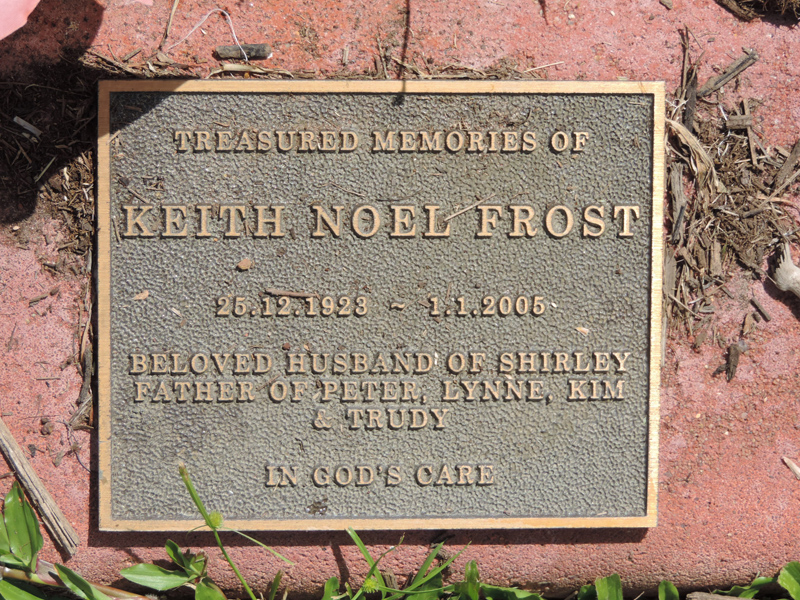 TREASURED MEMORIES OF
KEITH NOEL FROST
25.12.1923 ~ 1.1.2005
BELOVED HUSBAND OF SHIRLEY
FATHER OF PETER, LYNNE, KIM
& TRUDY
IN GOD'S CARE